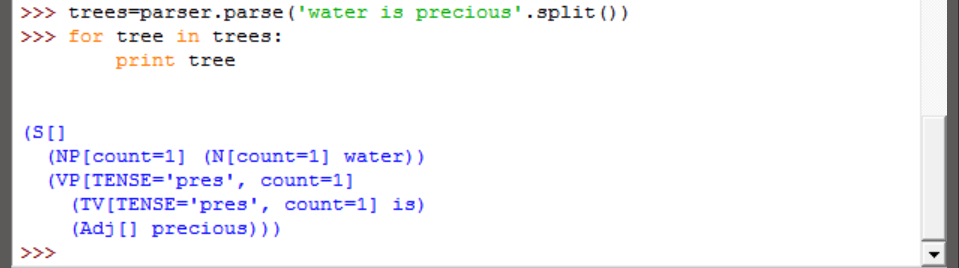 >>> trees=parser.parse('water is precious'.split())
>>> for tree in trees:
        print tree
(S[]
  (NP[count=1] (N[count=1] water))
  (VP[TENSE='pres', count=1]
    (TV[TENSE='pres', count=1] is)
    (Adj[] precious)))
>>>